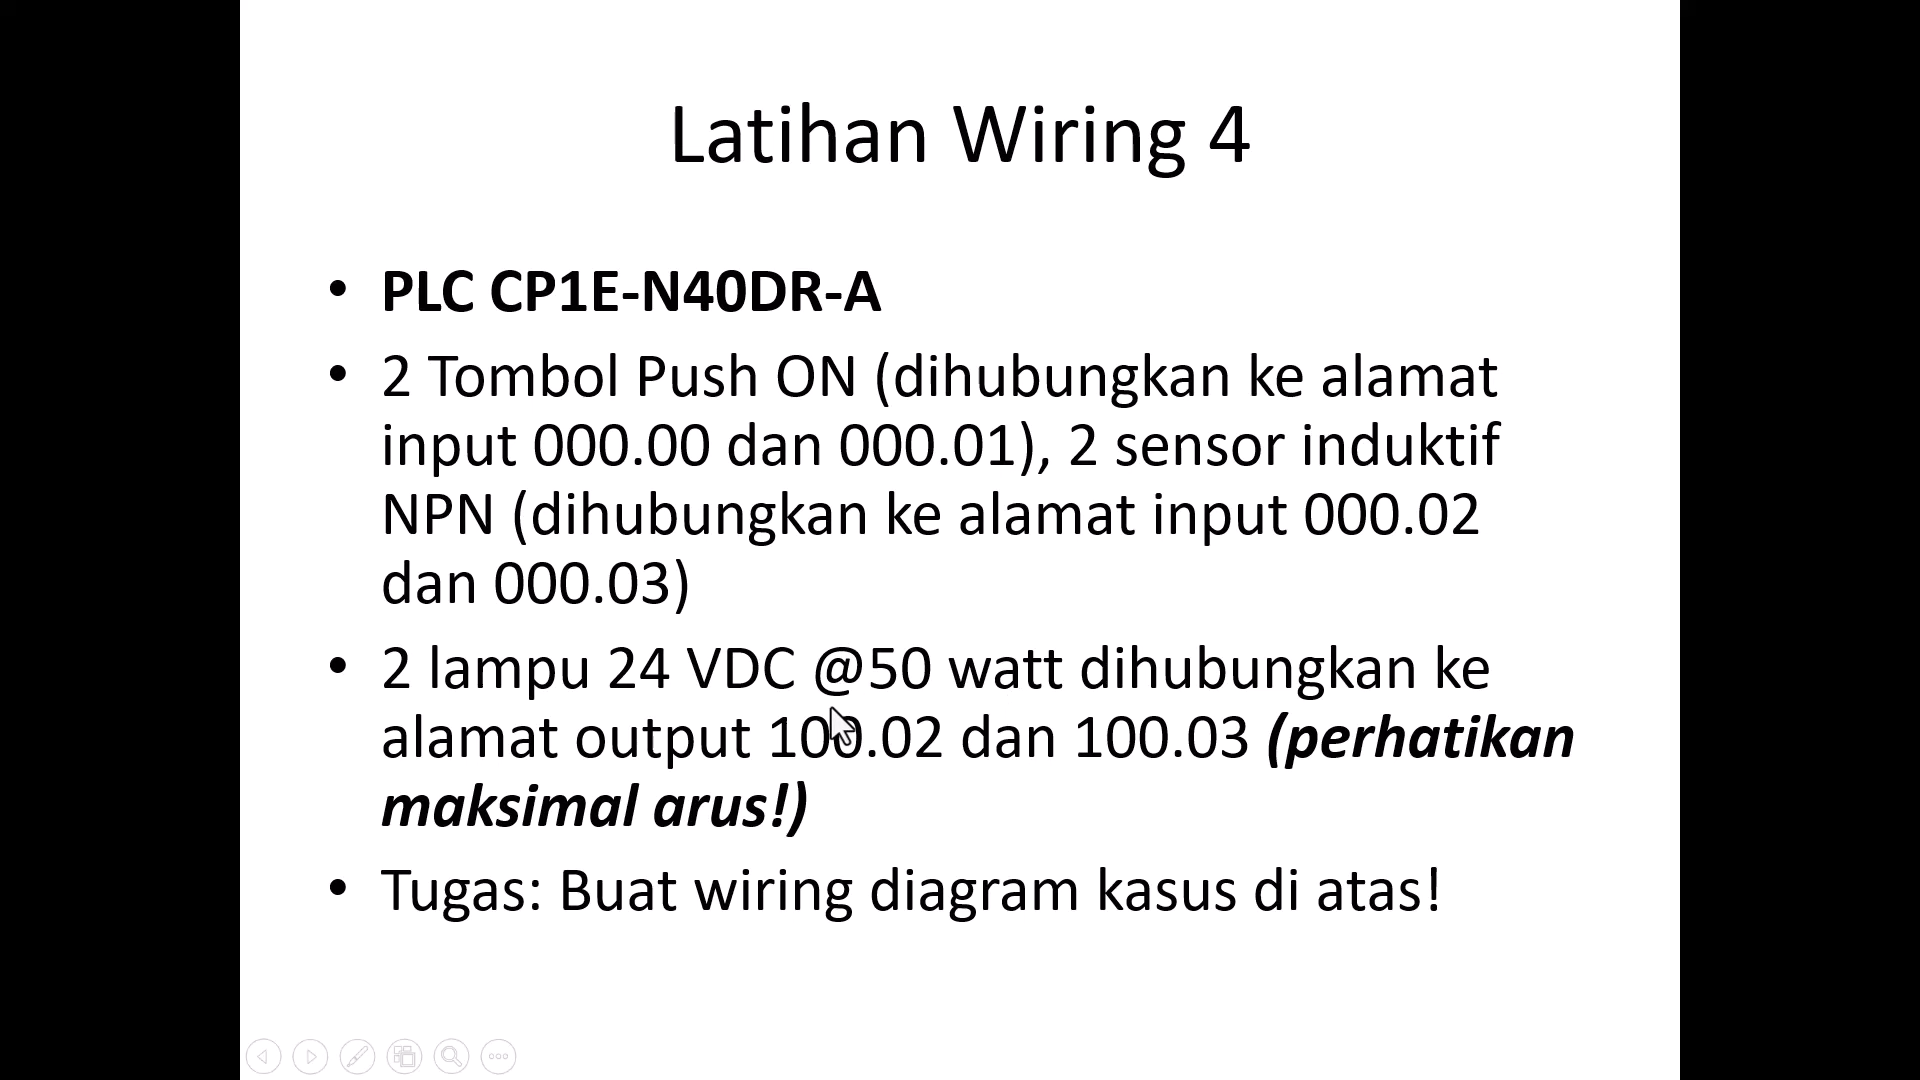 Latihan Wiring 4
• PLC CP1E-N40DR-A
• 2 Tombol Push ON (dihubungkan ke alamat
input 000.00 dan 000.01), 2 sensor induktif
NPN (dihubungkan ke alamat input 000.02
dan 000.03)
• 2 lampu 24 VDC @50 watt dihubungkan ke
alamat output 100.02 dan 100.03 (perhatikan
maksimal arus!)
• Tugas: Buat wiring diagram kasus di atas!